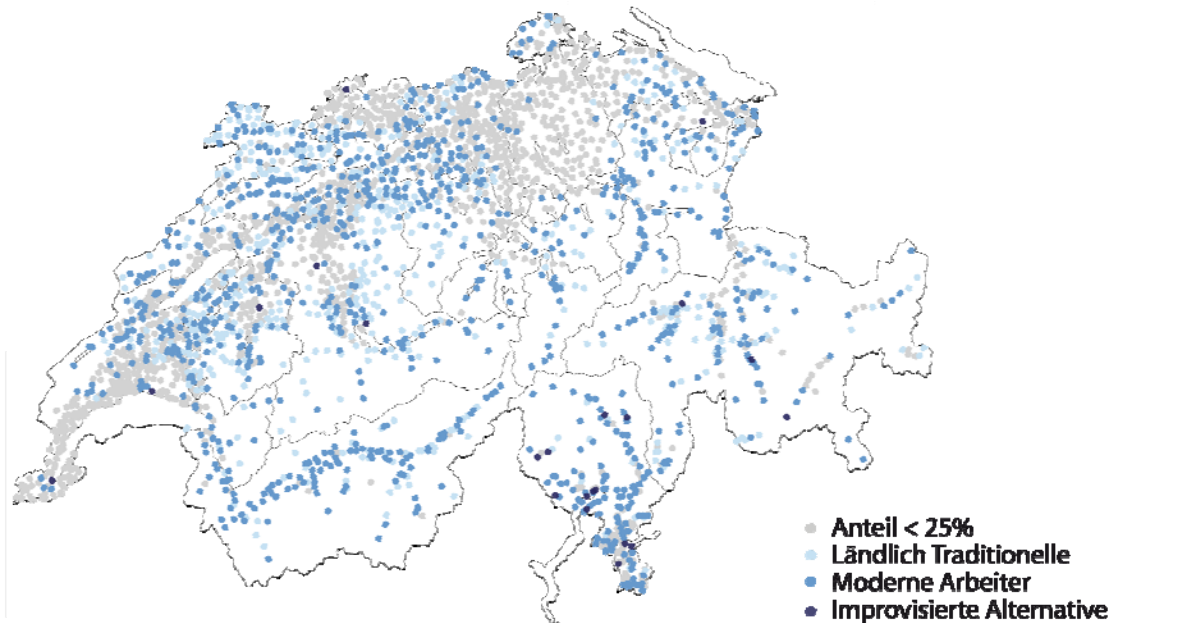 Anteil < 25%
Ländlich Traditionelle
Moderne Arbeiter
Improvisierte Alternative